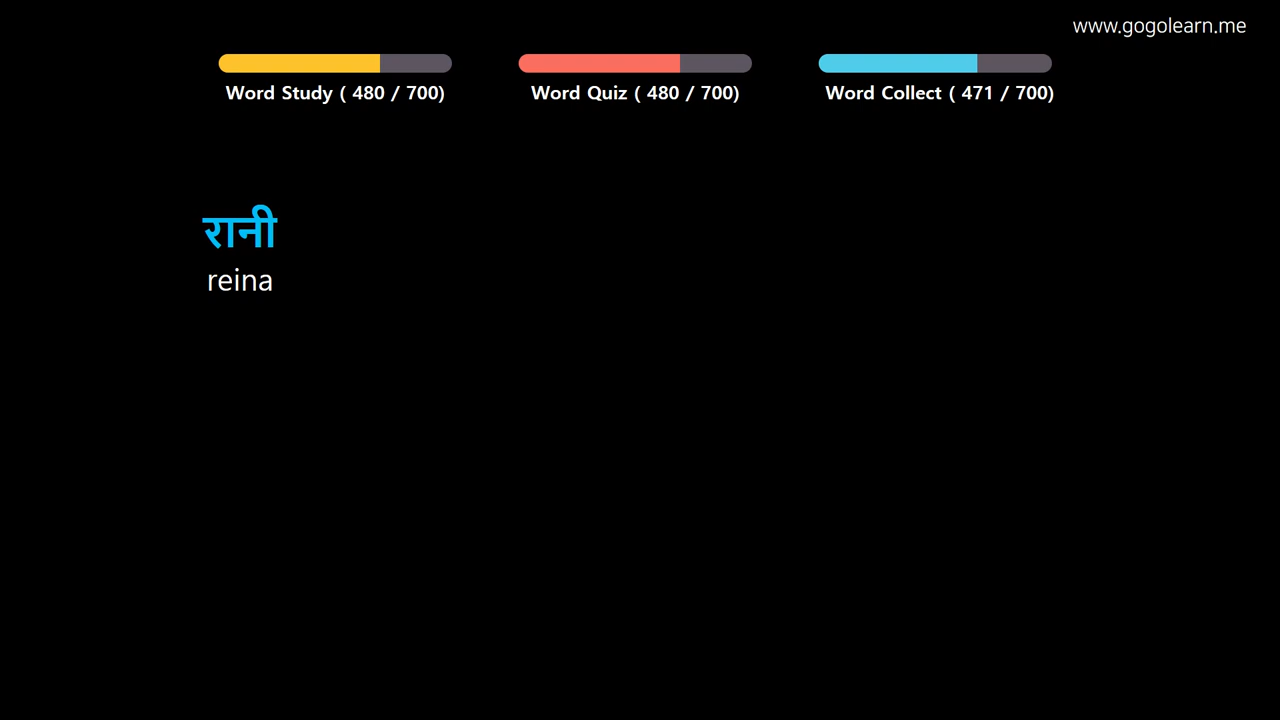 www.gogolearn.me
Word Study ( 480 / 700)
Word Quiz ( 480 / 700)
Word Collect ( 471 / 700)
रानी
reina